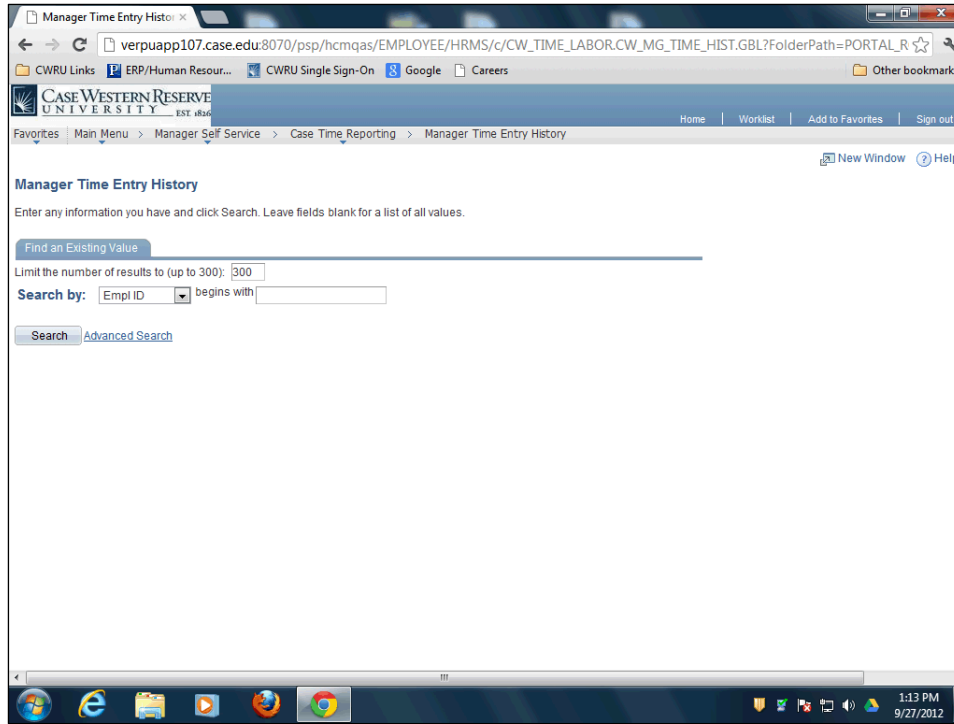 Manager Time Entry Histor
verpuapp107.case.edu:8070/psp/hcmqas/EMPLOYEE/HRMS/c/CW_TIME_LABOR.CW_MG_TIME_HIST.GBL?FolderPath=PORTAL_R
CWRU Links ERP/Human Resour... CWRU Single Sign-On Google Careers Other bookmark
CASE WESTERN RESERVE
UNIVERSITY EST. 1826
Home | Worklist | Add to Favorites | Sign out
Favorites Main Menu > Manager Self Service > Case Time Reporting > Manager Time Entry History
New Window Help
Manager Time Entry History
Enter any information you have and click Search. Leave fields blank for a list of all values.
Find an Existing Value
Limit the number of results to (up to 300): 300
Search by: Empl ID begins with
Search Advanced Search
1:13 PM
9/27/2012